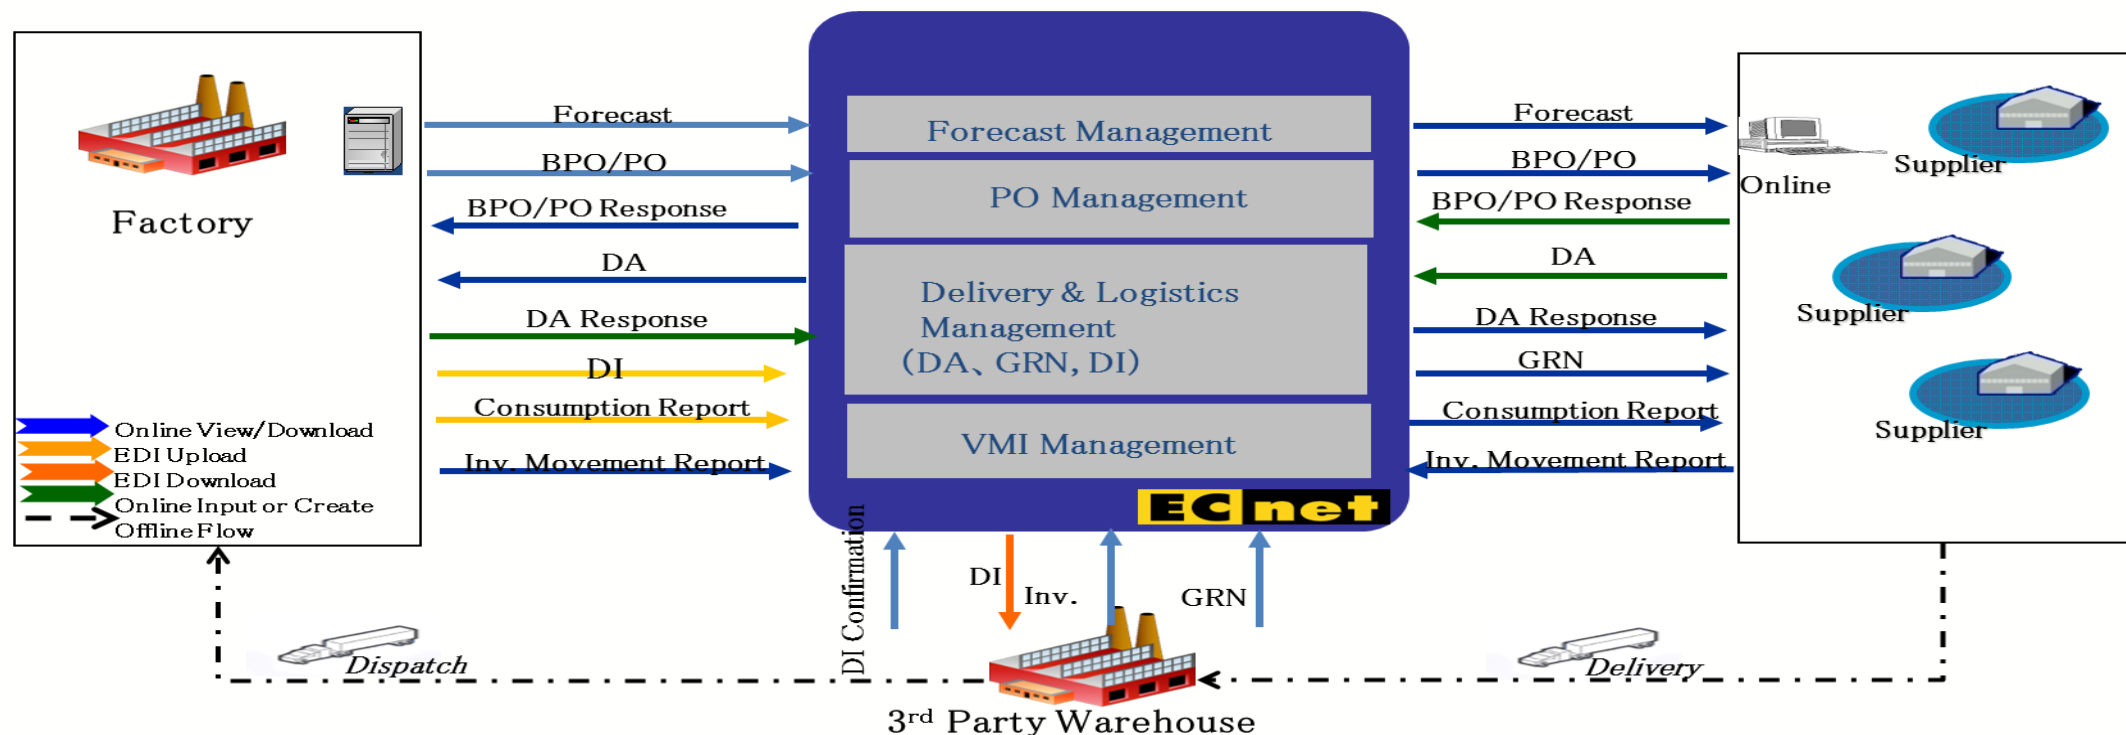 Factory
Online View/Download
EDI Upload
EDI Download
Online Input or Create
Offline Flow
Forecast
BPO/PO
BPO/PO Response
DA
DA Response
DI
Consumption Report
Inv. Movement Report
Forecast Management
PO Management
Delivery & Logistics
Management
(DA、GRN, DI)
VMI Management
EC net
Forecast
BPO/PO
BPO/PO Response
DA
DA Response
GRN
Consumption Report
Inv. Movement Report
Online
Supplier
Supplier
Supplier
DI Confirmation
DI
Inv.
GRN
Dispatch
Delivery
3rd Party Warehouse